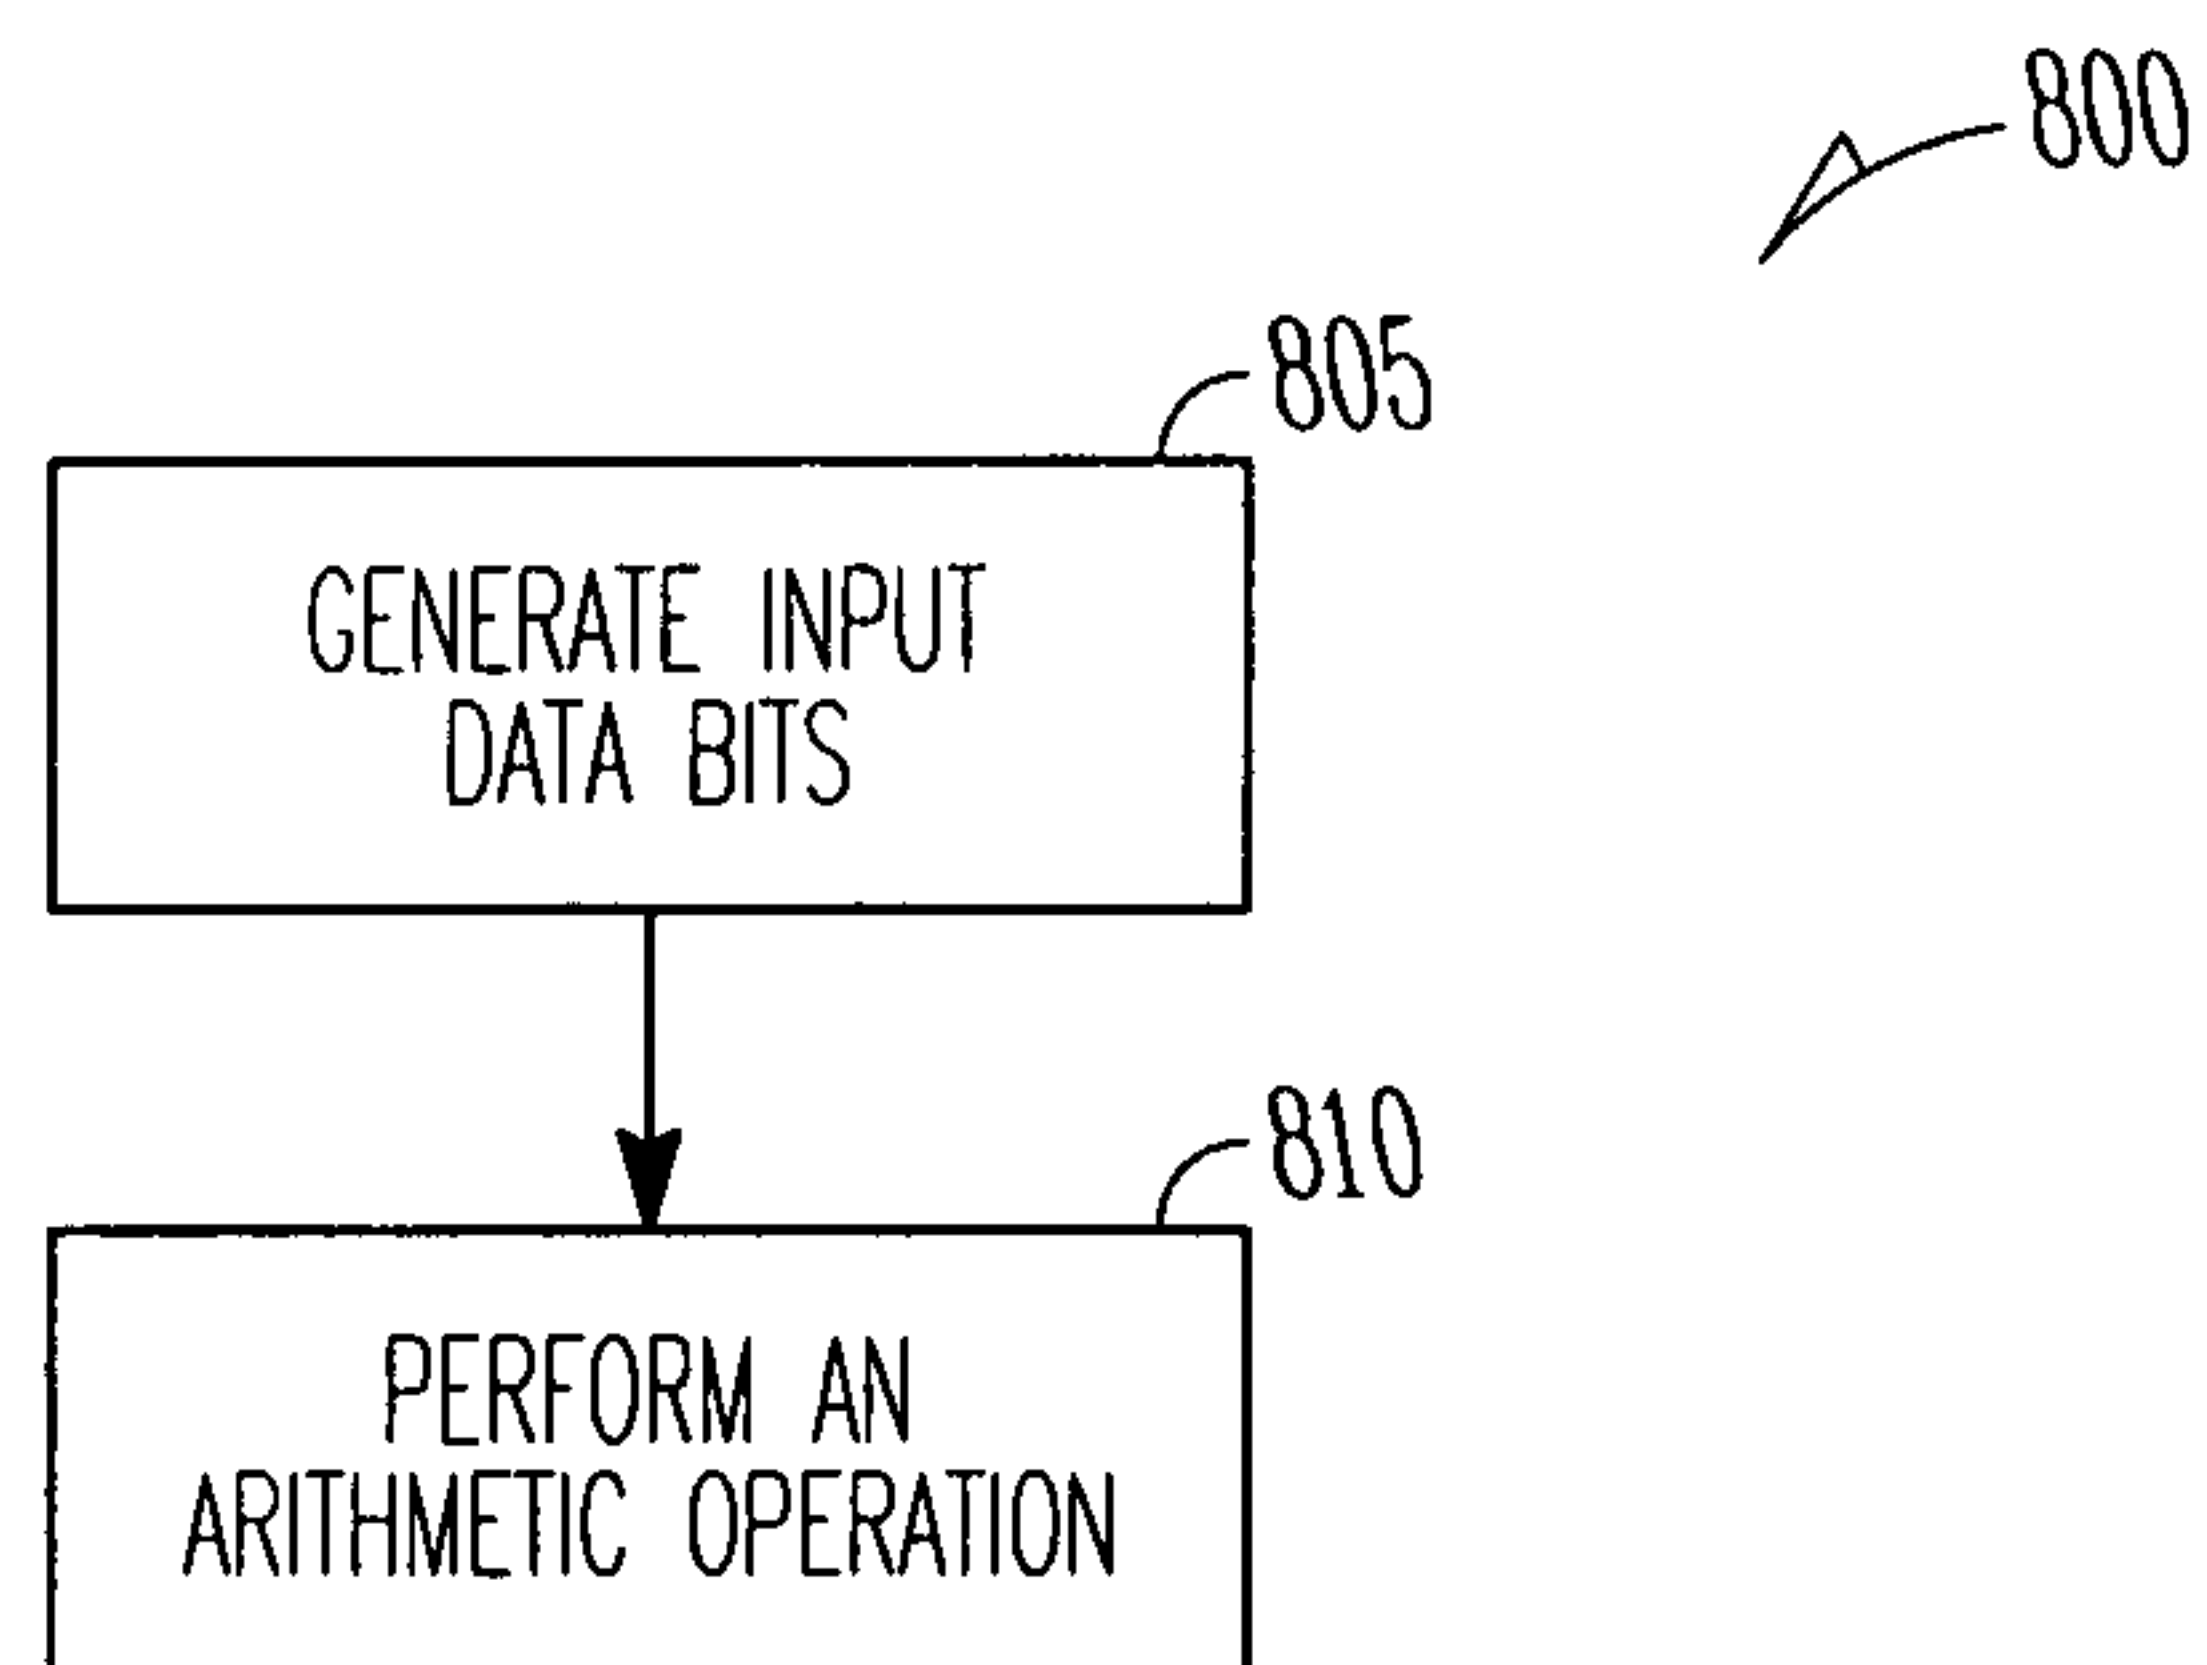 800
805
GENERATE INPUT
DATA BITS
810
PERFORM AN
ARITHMETIC OPERATION